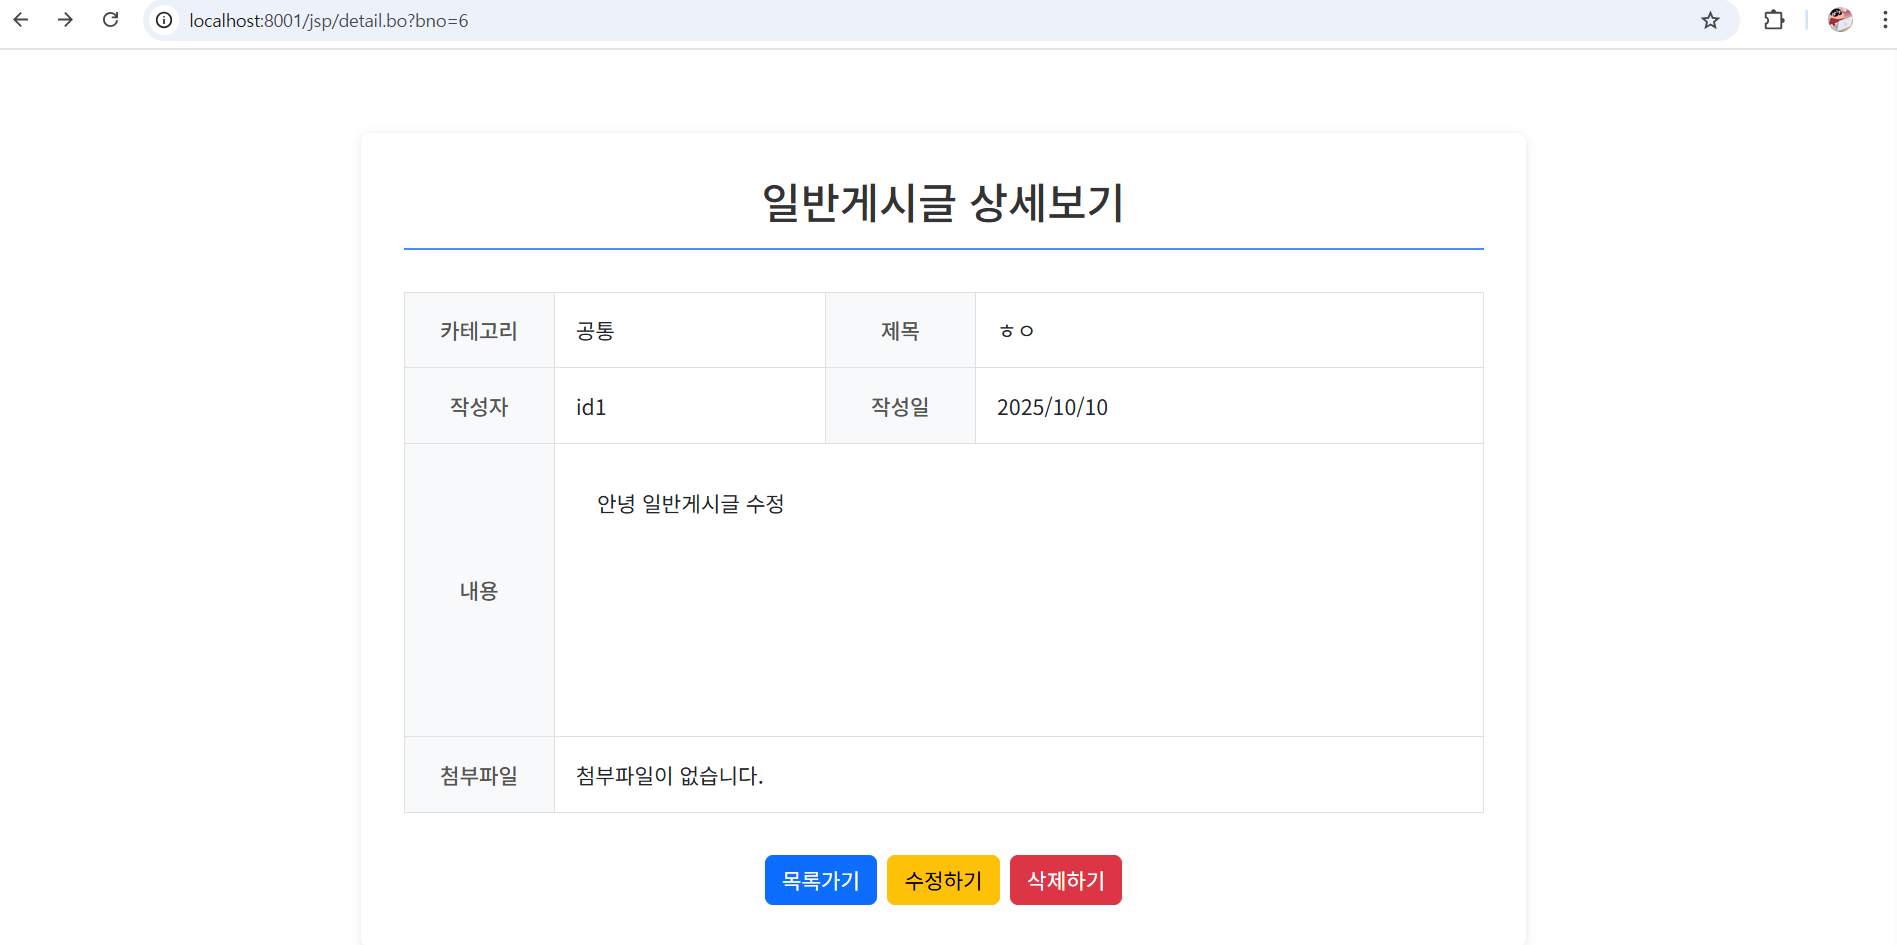 localhost:8001/jsp/detail.bo?bno=6
일반게시글 상세보기
카테고리 공통 제목 ㅎㅇ
작성자 id1 작성일 2025/10/10
내용 안녕 일반게시글 수정
첨부파일 첨부파일이 없습니다.
목록가기 수정하기 삭제하기